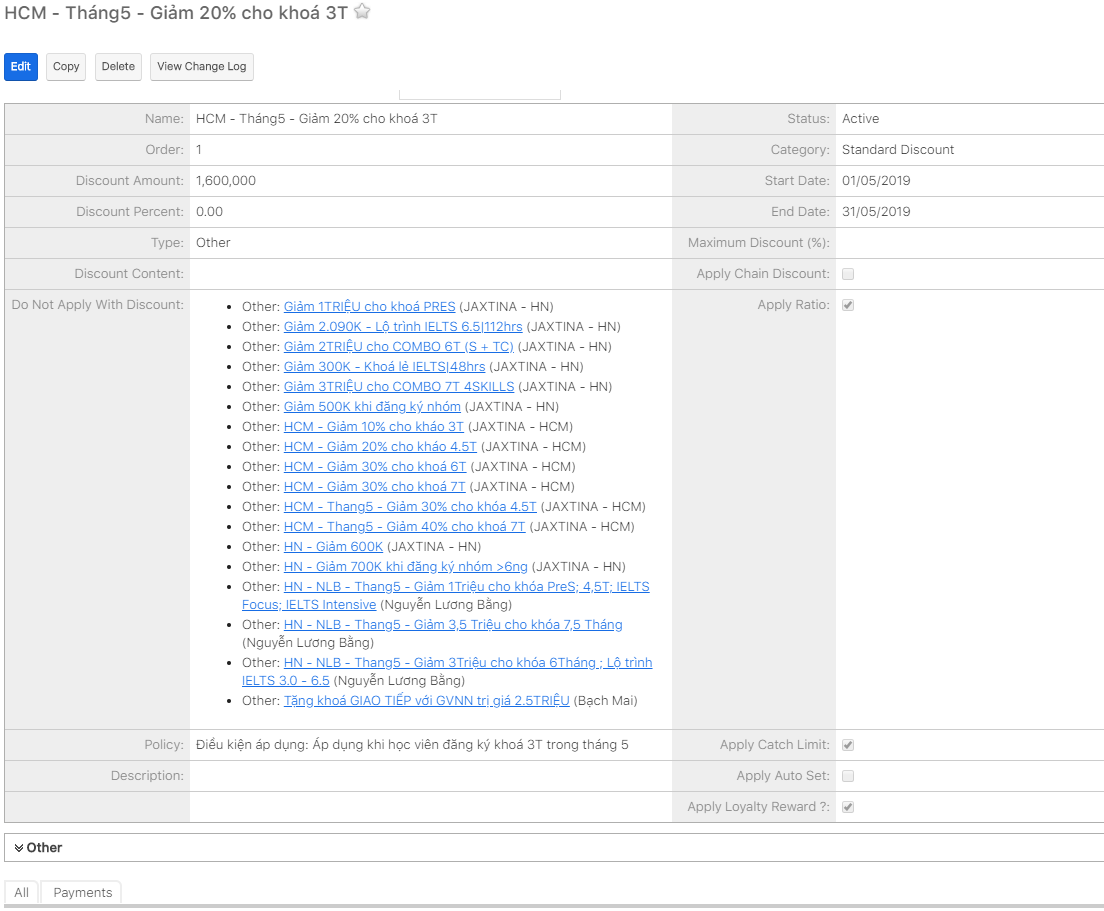 HCM - Tháng5 - Giảm 20% cho khoá 3T
Edit
Copy
Delete
View Change Log
Name: HCM - Tháng5 - Giảm 20% cho khoá 3T
Status: Active
Order: 1
Category: Standard Discount
Discount Amount: 1,600,000
Start Date: 01/05/2019
Discount Percent: 0.00
End Date: 31/05/2019
Type: Other
Maximum Discount (%):
Discount Content:
Apply Chain Discount:
Do Not Apply With Discount:
Apply Ratio:
Other: Giảm 1TRIỆU cho khoá PRES (JAXTINA - HN)
Other: Giảm 2.090K - Lộ trình IELTS 6.5|112hrs (JAXTINA - HN)
Other: Giảm 2TRIỆU cho COMBO 6T (S + TC) (JAXTINA - HN)
Other: Giảm 300K - Khoá lẻ IELTS|48hrs (JAXTINA - HN)
Other: Giảm 3TRIỆU cho COMBO 7T 4SKILLS (JAXTINA - HN)
Other: Giảm 500K khi đăng ký nhóm (JAXTINA - HN)
Other: HCM - Giảm 10% cho kháo 3T (JAXTINA - HCM)
Other: HCM - Giảm 20% cho kháo 4.5T (JAXTINA - HCM)
Other: HCM - Giảm 30% cho khoá 6T (JAXTINA - HCM)
Other: HCM - Giảm 30% cho khoá 7T (JAXTINA - HCM)
Other: HCM - Thang5 - Giảm 30% cho khóa 4.5T (JAXTINA - HCM)
Other: HCM - Thang5 - Giảm 40% cho khoá 7T (JAXTINA - HCM)
Other: HN - Giảm 600K (JAXTINA - HN)
Other: HN - Giảm 700K khi đăng ký nhóm >6ng (JAXTINA - HN)
Other: HN - NLB - Thang5 - Giảm 1Triệu cho khóa PreS; 4,5T; IELTS
Focus; IELTS Intensive (Nguyễn Lương Bằng)
Other: HN - NLB - Thang5 - Giảm 3,5 Triệu cho khóa 7,5 Tháng
(Nguyễn Lương Bằng)
Other: HN - NLB - Thang5 - Giảm 3Triệu cho khóa 6Tháng ; Lộ trình
IELTS 3.0 - 6.5 (Nguyễn Lương Bằng)
Other: Tặng khoá GIAO TIẾP với GVNN trị giá 2.5TRIỆU (Bạch Mai)
Policy: Điều kiện áp dụng: Áp dụng khi học viên đăng ký khoá 3T trong tháng 5
Apply Catch Limit:
Description:
Apply Auto Set:
Apply Loyalty Reward ?:
Other
All
Payments